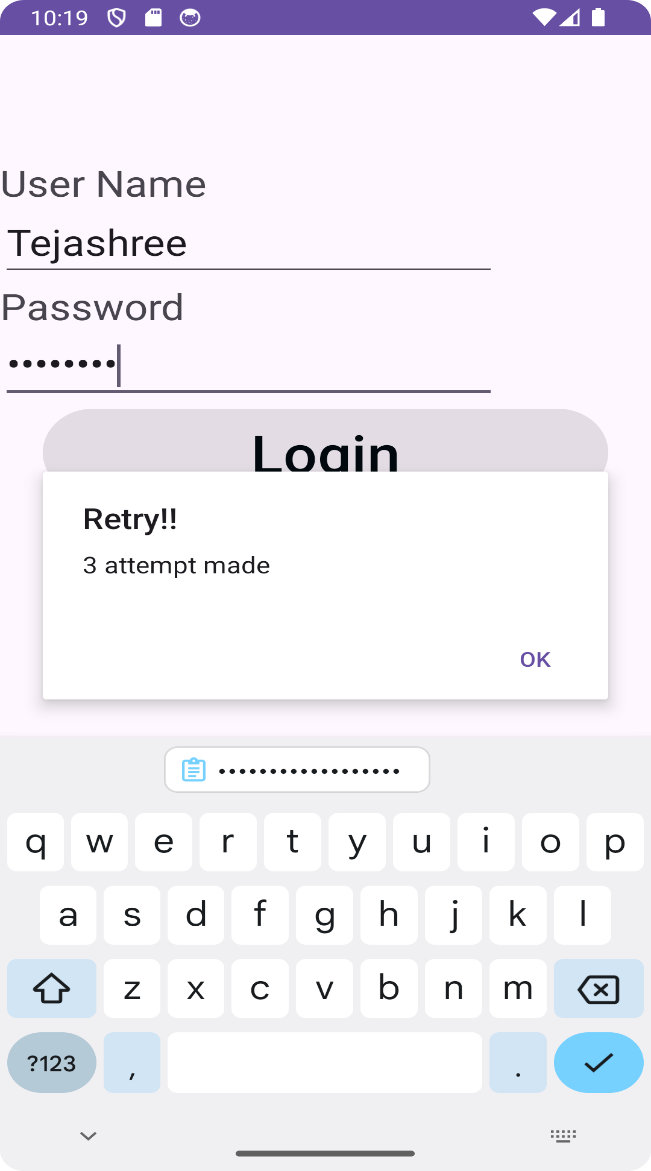 10:19
User Name
Tejashree
Password
••••••••
Login
Retry!!
3 attempt made
OK
••••••••••••••••••
q w e r t y u i o p
a s d f g h j k l
z x c v b n m
?123 , .